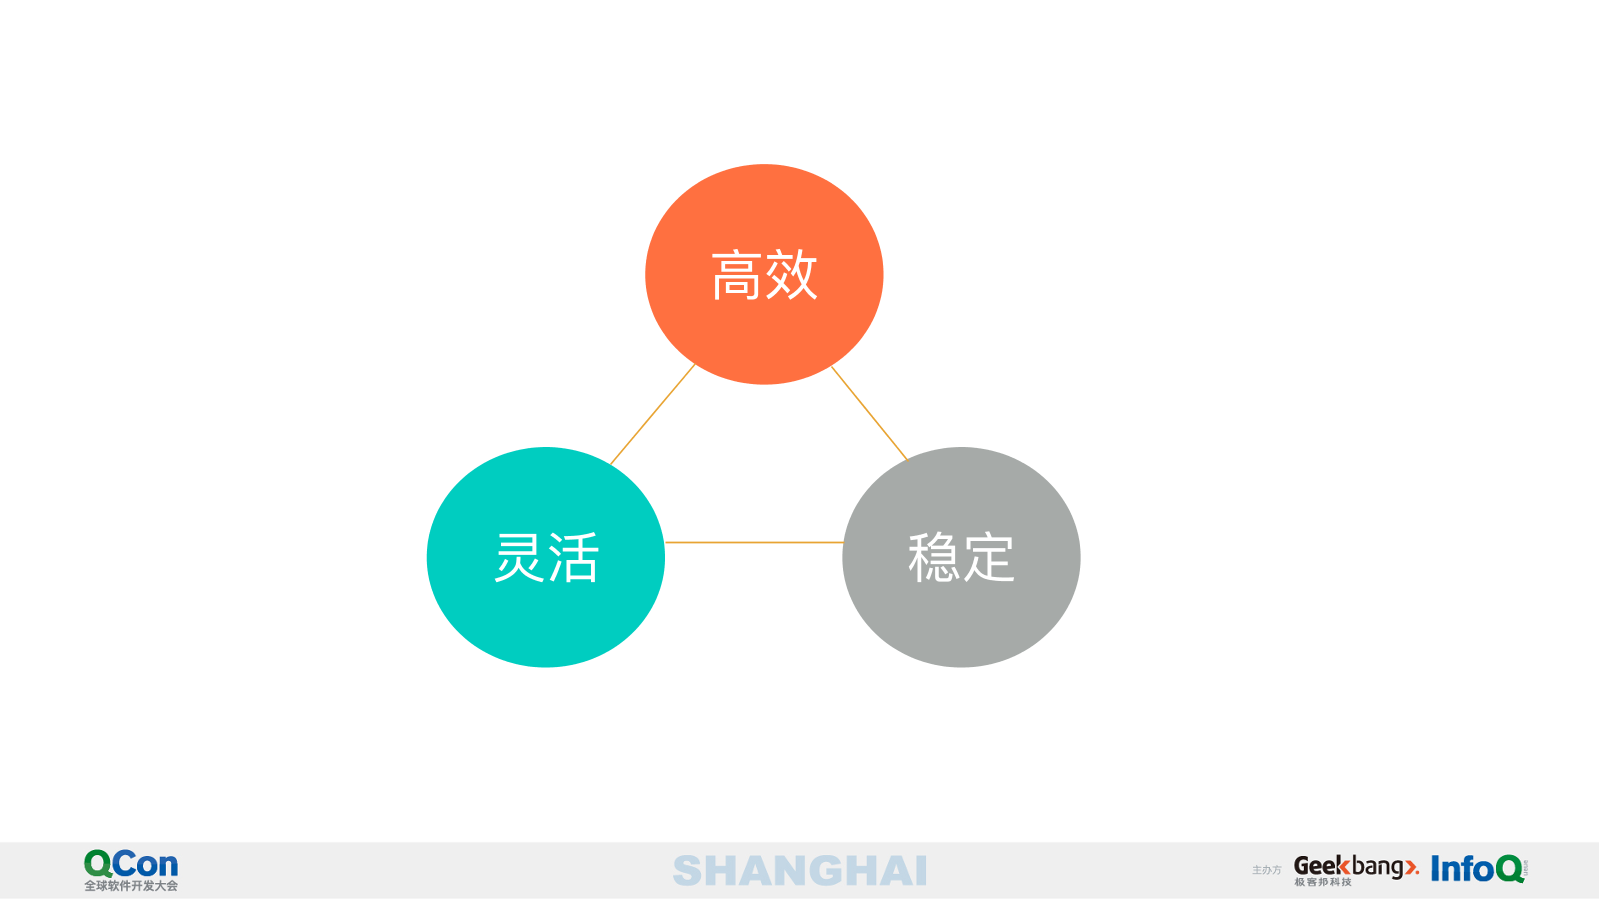 高效
灵活
稳定
QCon
全球软件开发大会
SHANGHAI
主办方
Geekbang>.
极客邦科技
InfoQ